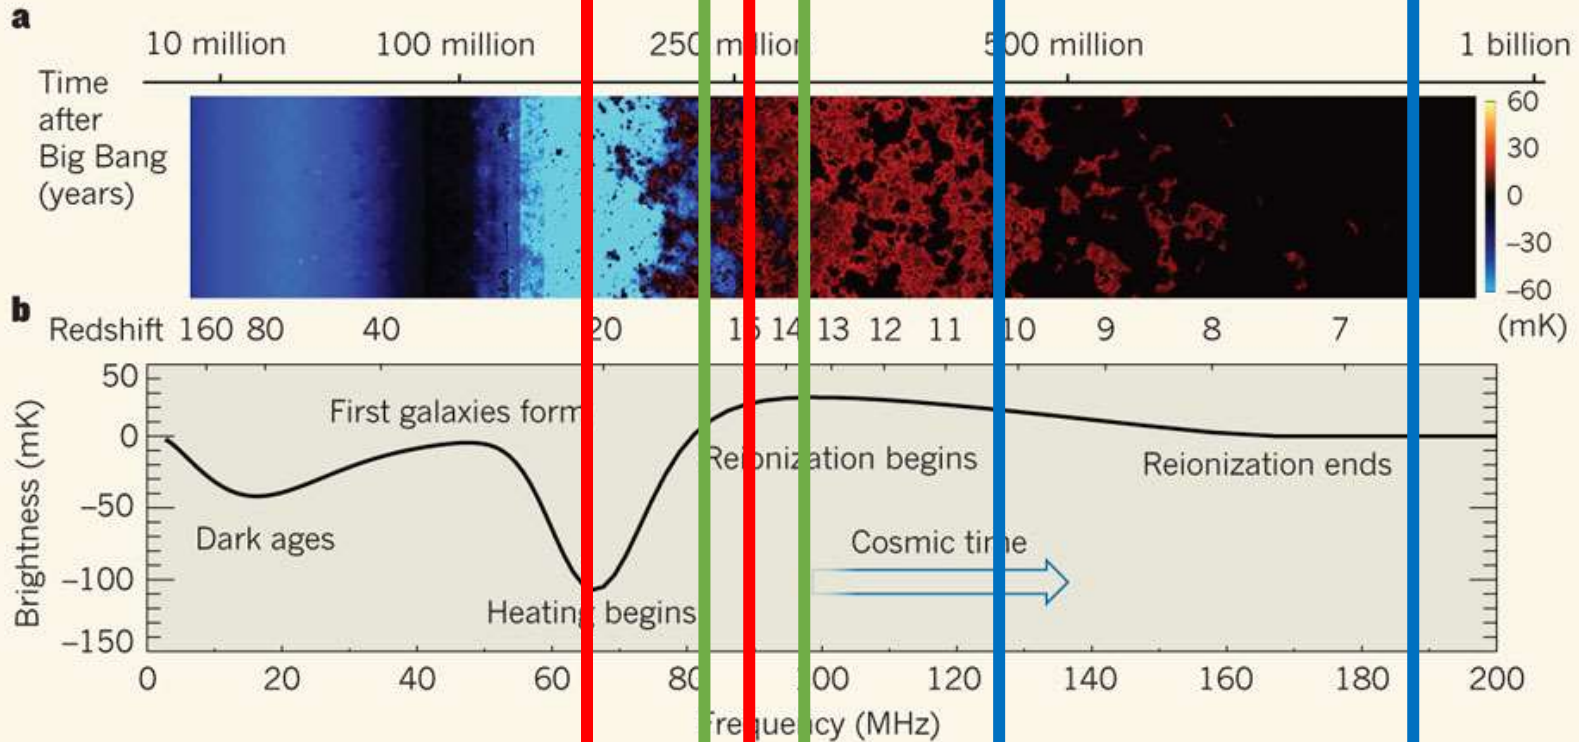 a
10 million 100 million 250 million 500 million 1 billion
Time
after
Big Bang
(years)
60
30
0
–30
–60
(mK)
b
Redshift 160 80 40 20 15 14 13 12 11 10 9 8 7
50
0
–50
–100
–150
Brightness (mK)
First galaxies form
Dark ages
Heating begins
Reionization begins
Reionization ends
Cosmic time
0 20 40 60 80 100 120 140 160 180 200
Frequency (MHz)